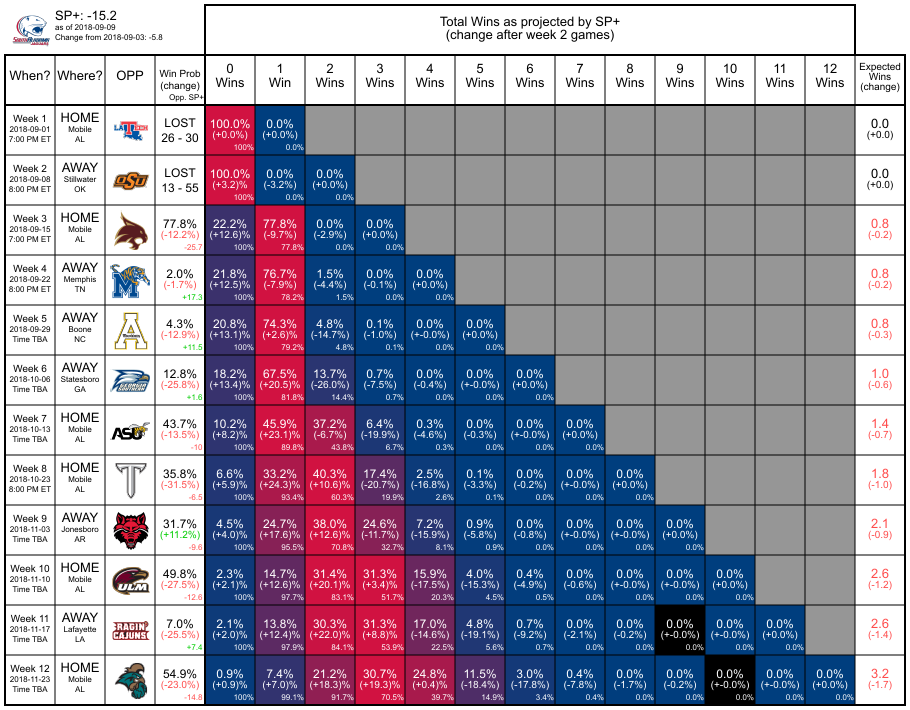 SP+: -15.2
as of 2018-09-09
Change from 2018-09-03: -5.8
Total Wins as projected by SP+
(change after week 2 games)
When? Where? OPP Win Prob (change) Opp. SP+ 0 Wins 1 Win 2 Wins 3 Wins 4 Wins 5 Wins 6 Wins 7 Wins 8 Wins 9 Wins 10 Wins 11 Wins 12 Wins Expected Wins (change)
Week 1 HOME LOST 100.0% 0.0% 0.0
2018-09-01 Mobile LA TECH 26 - 30 (+0.0%) (+0.0%) (+0.0)
7:00 PM ET AL 100% 0.0%
Week 2 AWAY LOST 100.0% 0.0% 0.0% 0.0
2018-09-08 Stillwater OSU 13 - 55 (+3.2%) (-3.2%) (+0.0%) (+0.0)
8:00 PM ET OK 100% 0.0% 0.0%
Week 3 HOME 77.8% 22.2% 77.8% 0.0% 0.0% 0.8
2018-09-15 Mobile (-12.2%) (+12.6%) (-9.7%) (-2.9%) (+0.0%) (-0.2)
7:00 PM ET AL -25.7 100% 77.8% 0.0% 0.0%
Week 4 AWAY 2.0% 21.8% 76.7% 1.5% 0.0% 0.0% 0.8
2018-09-22 Memphis M (-1.7%) (+12.5%) (-7.9%) (-4.4%) (-0.1%) (+0.0%) (-0.2)
8:00 PM ET TN +17.3 100% 78.2% 1.5% 0.0% 0.0%
Week 5 AWAY 4.3% 20.8% 74.3% 4.8% 0.1% 0.0% 0.0% 0.8
2018-09-29 Boone A (-12.9%) (+13.1%) (+2.6%) (-14.7%) (-1.0%) (+-0.0%) (+0.0%) (-0.3)
Time TBA NC +11.5 100% 79.2% 4.8% 0.1% 0.0% 0.0%
Week 6 AWAY 12.8% 18.2% 67.5% 13.7% 0.7% 0.0% 0.0% 0.0% 1.0
2018-10-06 Statesboro (-25.8%) (+13.4%) (+20.5%) (-26.0%) (-7.5%) (-0.4%) (+-0.0%) (+0.0%) (-0.6)
Time TBA GA +1.6 100% 81.8% 14.4% 0.7% 0.0% 0.0% 0.0%
Week 7 HOME 43.7% 10.2% 45.9% 37.2% 6.4% 0.3% 0.0% 0.0% 0.0% 1.4
2018-10-13 Mobile ASU (-13.5%) (+8.2%) (+23.1%) (-6.7%) (-19.9%) (-4.6%) (-0.3%) (+-0.0%) (+0.0%) (-0.7)
Time TBA AL -10 100% 89.8% 43.8% 6.7% 0.3% 0.0% 0.0% 0.0%
Week 8 HOME 35.8% 6.6% 33.2% 40.3% 17.4% 2.5% 0.1% 0.0% 0.0% 0.0% 1.8
2018-10-23 Mobile T (-31.5%) (+5.9%) (+24.3%) (+10.6%) (-20.7%) (-16.8%) (-3.3%) (-0.2%) (+-0.0%) (+0.0%) (-1.0)
8:00 PM ET AL -6.5 100% 93.4% 60.3% 19.9% 2.6% 0.1% 0.0% 0.0% 0.0%
Week 9 AWAY 31.7% 4.5% 24.7% 38.0% 24.6% 7.2% 0.9% 0.0% 0.0% 0.0% 0.0% 2.1
2018-11-03 Jonesboro (+11.2%) (+4.0%) (+17.6%) (+12.6%) (-11.7%) (-15.9%) (-5.8%) (-0.8%) (+-0.0%) (+-0.0%) (+0.0%) (-0.9)
Time TBA AR -9.6 100% 95.5% 70.8% 32.7% 8.1% 0.9% 0.0% 0.0% 0.0% 0.0%
Week 10 HOME 49.8% 2.3% 14.7% 31.4% 31.3% 15.9% 4.0% 0.4% 0.0% 0.0% 0.0% 0.0% 2.6
2018-11-10 Mobile ULM (-27.5%) (+2.1%) (+12.6%) (+20.1%) (+3.4%) (-17.5%) (-15.3%) (-4.9%) (-0.6%) (+-0.0%) (+-0.0%) (+0.0%) (-1.2)
Time TBA AL -12.6 100% 97.7% 83.1% 51.7% 20.3% 4.5% 0.5% 0.0% 0.0% 0.0% 0.0%
Week 11 AWAY 7.0% 2.1% 13.8% 30.3% 31.3% 17.0% 4.8% 0.7% 0.0% 0.0% 0.0% 0.0% 0.0% 2.6
2018-11-17 Lafayette RAGIN' CAJUNS (-25.5%) (+2.0%) (+12.4%) (+22.0%) (+8.8%) (-14.6%) (-19.1%) (-9.2%) (-2.1%) (-0.2%) (+-0.0%) (+-0.0%) (+0.0%) (-1.4)
Time TBA LA +7.4 100% 97.9% 84.1% 53.9% 22.5% 5.6% 0.7% 0.0% 0.0% 0.0% 0.0% 0.0%
Week 12 HOME 54.9% 0.9% 7.4% 21.2% 30.7% 24.8% 11.5% 3.0% 0.4% 0.0% 0.0% 0.0% 0.0% 0.0% 3.2
2018-11-23 Mobile (-23.0%) (+0.9%) (+7.0%) (+18.3%) (+19.3%) (+0.4%) (-18.4%) (-17.8%) (-7.8%) (-1.7%) (-0.2%) (+-0.0%) (+-0.0%) (+0.0%) (-1.7)
Time TBA AL -14.8 100% 99.1% 91.7% 70.5% 39.7% 14.9% 3.4% 0.4% 0.0% 0.0% 0.0% 0.0% 0.0%